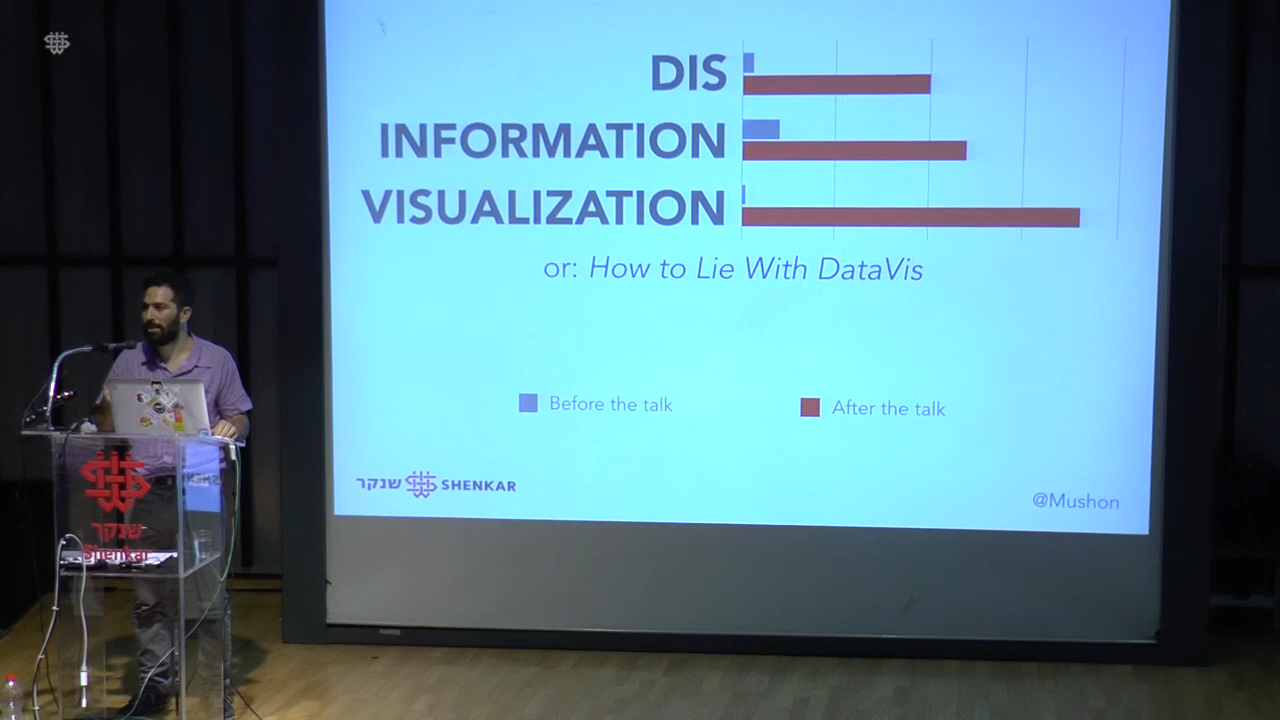 DIS
INFORMATION
VISUALIZATION
or: How to Lie With DataVis
Before the talk
After the talk
שנקר SHENKAR
@Mushon
שנקר
Shenkar